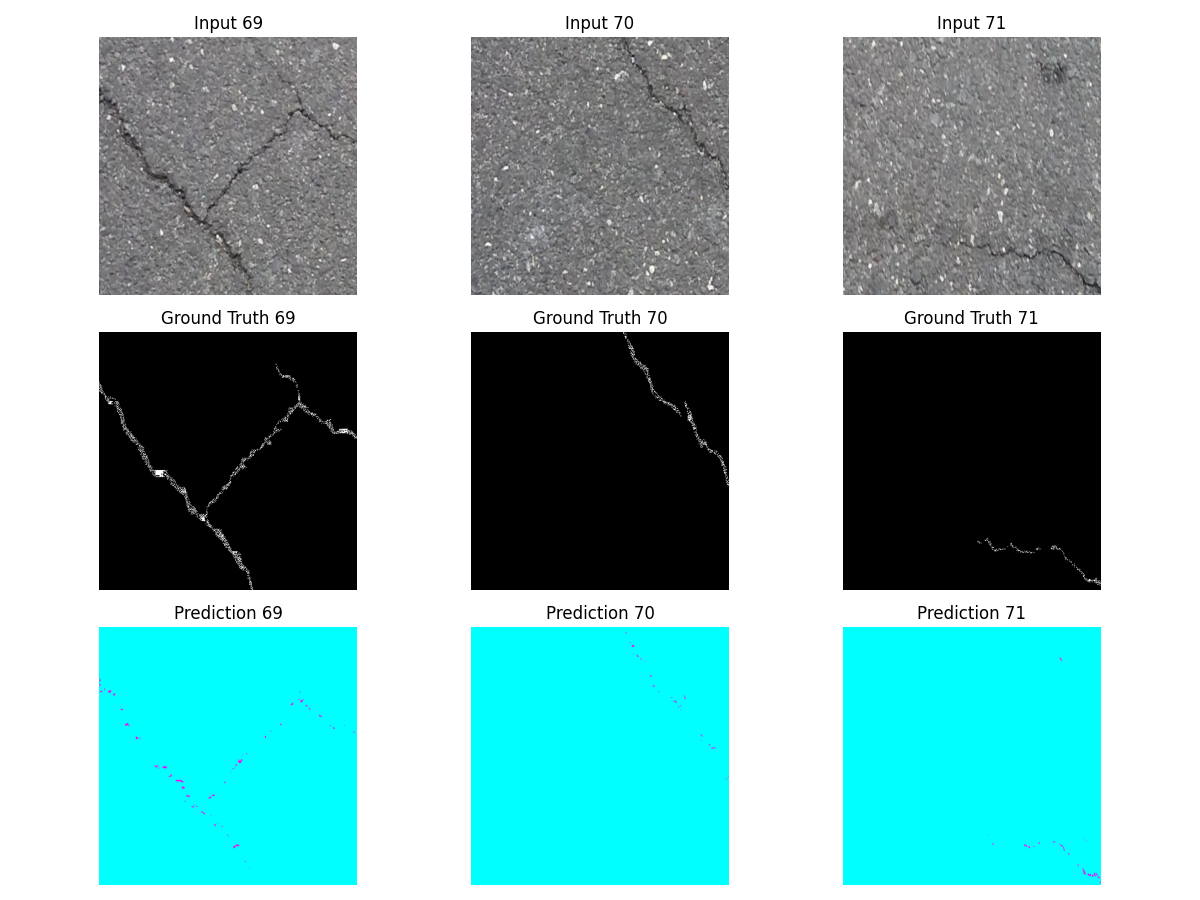 Input 69
Input 70
Input 71
Ground Truth 69
Ground Truth 70
Ground Truth 71
Prediction 69
Prediction 70
Prediction 71